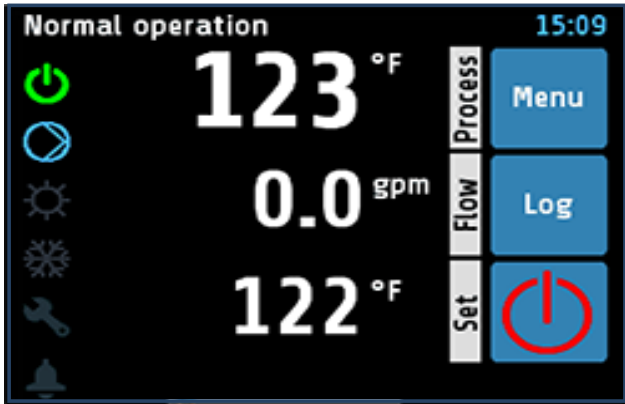 Normal operation 15:09
123 °F Process Menu
0.0 gpm Flow Log
122 °F Set